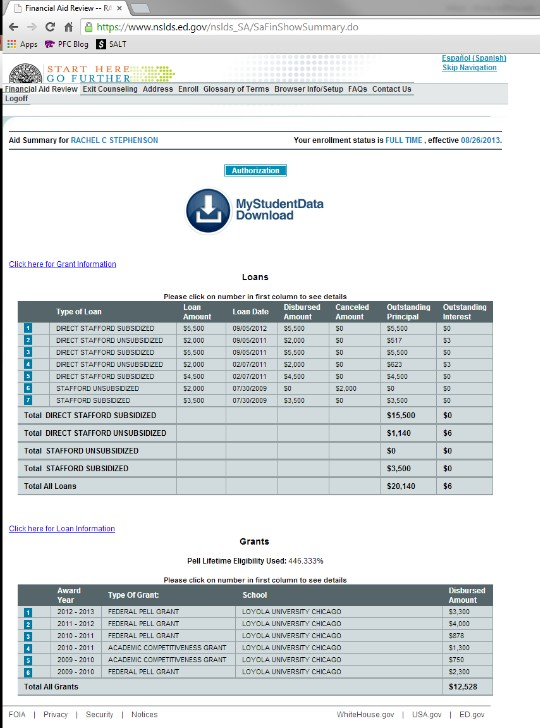 Financial Aid Review -- RA
https://www.nslds.ed.gov/nslds_SA/SaFinShowSummary.do
Apps PFC Blog $ SALT
START HERE
GO FURTHER
Español (Spanish)
Skip Navigation
Financial Aid Review Exit Counseling Address Enroll Glossary of Terms Browser Info/Setup FAQs Contact Us
Logoff
Aid Summary for RACHEL C STEPHENSON Your enrollment status is FULL TIME , effective 08/26/2013.
Authorization
MyStudentData
Download
Click here for Grant Information
Loans
Please click on number in first column to see details
Type of Loan Loan Amount Loan Date Disbursed Amount Canceled Amount Outstanding Principal Outstanding Interest
1 DIRECT STAFFORD SUBSIDIZED $5,500 09/05/2012 $5,500 $0 $5,500 $0
2 DIRECT STAFFORD UNSUBSIDIZED $2,000 09/05/2011 $2,000 $0 $517 $3
3 DIRECT STAFFORD SUBSIDIZED $5,500 09/05/2011 $5,500 $0 $5,500 $0
4 DIRECT STAFFORD UNSUBSIDIZED $2,000 02/07/2011 $2,000 $0 $623 $3
5 DIRECT STAFFORD SUBSIDIZED $4,500 02/07/2011 $4,500 $0 $4,500 $0
6 STAFFORD UNSUBSIDIZED $2,000 07/30/2009 $0 $2,000 $0 $0
7 STAFFORD SUBSIDIZED $3,500 07/30/2009 $3,500 $0 $3,500 $0
Total DIRECT STAFFORD SUBSIDIZED $15,500 $0
Total DIRECT STAFFORD UNSUBSIDIZED $1,140 $6
Total STAFFORD UNSUBSIDIZED $0 $0
Total STAFFORD SUBSIDIZED $3,500 $0
Total All Loans $20,140 $6
Click here for Loan Information
Grants
Pell Lifetime Eligibility Used: 446.333%
Please click on number in first column to see details
Award Year Type Of Grant: School Disbursed Amount
1 2012 - 2013 FEDERAL PELL GRANT LOYOLA UNIVERSITY CHICAGO $3,300
2 2011 - 2012 FEDERAL PELL GRANT LOYOLA UNIVERSITY CHICAGO $4,000
3 2010 - 2011 FEDERAL PELL GRANT LOYOLA UNIVERSITY CHICAGO $878
4 2010 - 2011 ACADEMIC COMPETITIVENESS GRANT LOYOLA UNIVERSITY CHICAGO $1,300
5 2009 - 2010 ACADEMIC COMPETITIVENESS GRANT LOYOLA UNIVERSITY CHICAGO $750
6 2009 - 2010 FEDERAL PELL GRANT LOYOLA UNIVERSITY CHICAGO $2,300
Total All Grants $12,528
FOIA | Privacy | Security | Notices WhiteHouse.gov | USA.gov | ED.gov